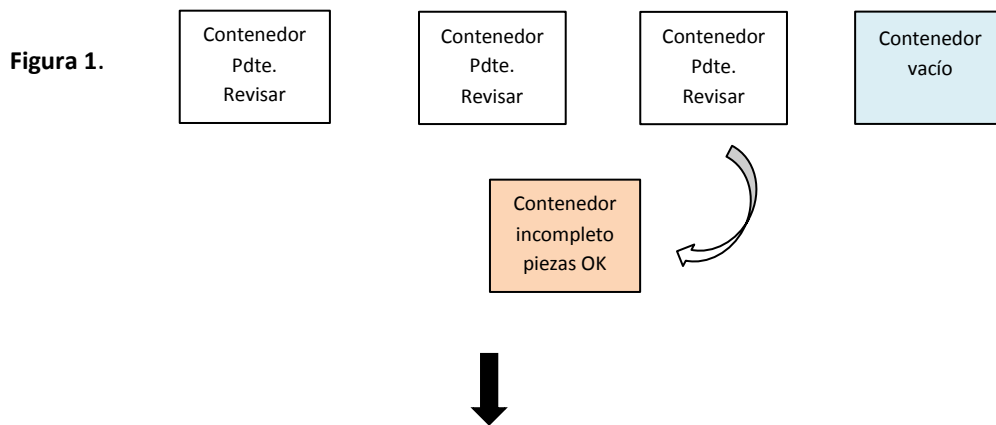 Figura 1.
Contenedor
Pdte.
Revisar
Contenedor
Pdte.
Revisar
Contenedor
Pdte.
Revisar
Contenedor
vacío
Contenedor
incompleto
piezas OK